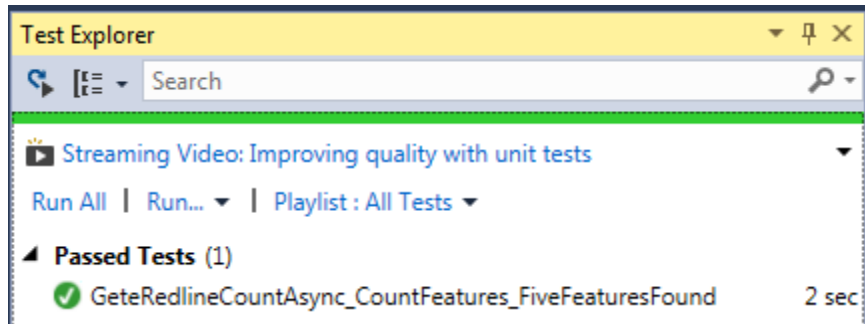 Test Explorer
Search
Streaming Video: Improving quality with unit tests
Run All | Run... | Playlist : All Tests
Passed Tests (1)
GeteRedlineCountAsync_CountFeatures_FiveFeaturesFound 2 sec